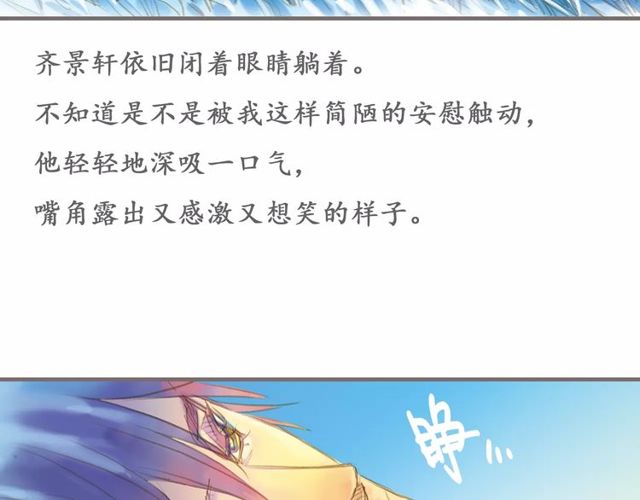 齐景轩依旧闭着眼睛躺着。
不知道是不是被我这样简陋的安慰触动，
他轻轻地深吸一口气，
嘴角露出又感激又想笑的样子。
睁